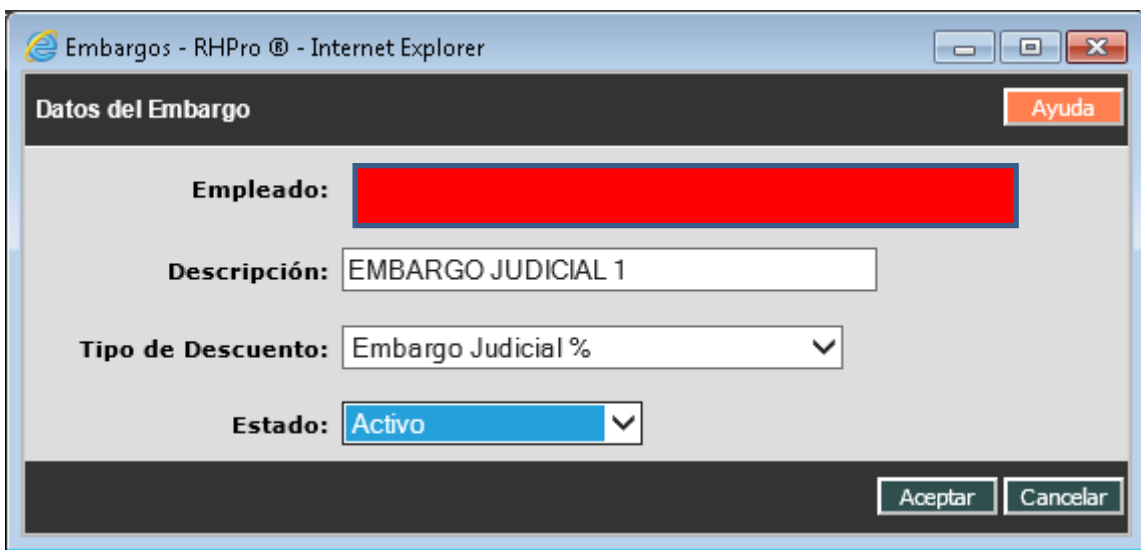 Embargos - RHPro ® - Internet Explorer
Datos del Embargo
Ayuda
Empleado:
Descripción: EMBARGO JUDICIAL 1
Tipo de Descuento: Embargo Judicial %
Estado: Activo
Aceptar Cancelar